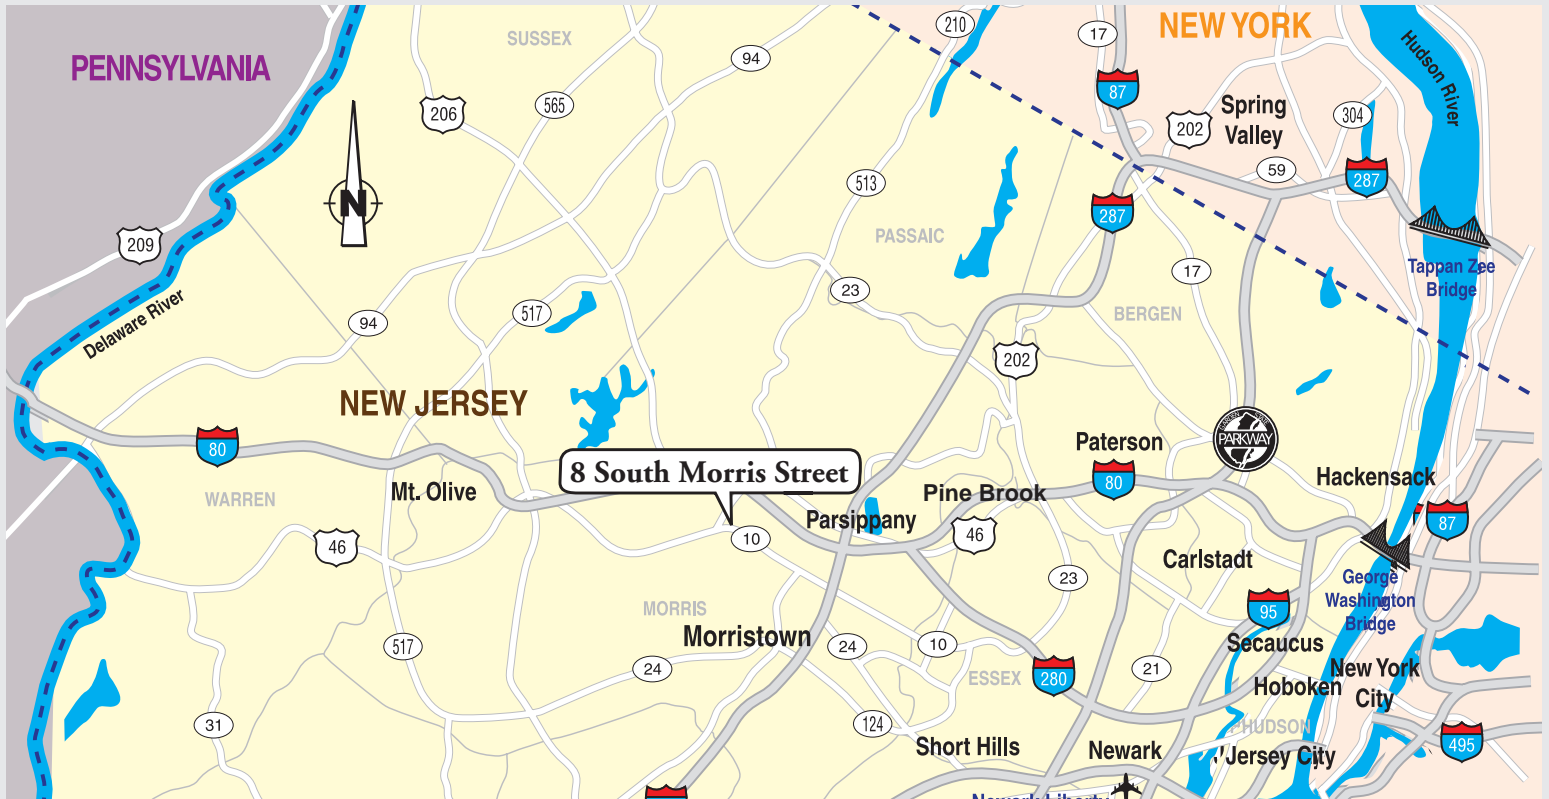 PENNSYLVANIA
SUSSEX
NEW YORK
210
17
94
87
206
565
202
Spring
Valley
304
Hudson River
59
287
513
287
N
209
PASSAIC
17
Tappan Zee
Bridge
23
94
517
BERGEN
Delaware River
202
NEW JERSEY
GARDEN STATE
PARKWAY
80
Paterson
8 South Morris Street
80
Hackensack
WARREN
Mt. Olive
Pine Brook
Parsippany
87
46
10
46
Carlstadt
23
George
Washington
Bridge
95
MORRIS
Morristown
517
24
24
10
Secaucus
ESSEX
280
21
Hoboken
New York
City
31
124
HUDSON
Short Hills
Newark
Jersey City
495
Newark Liberty